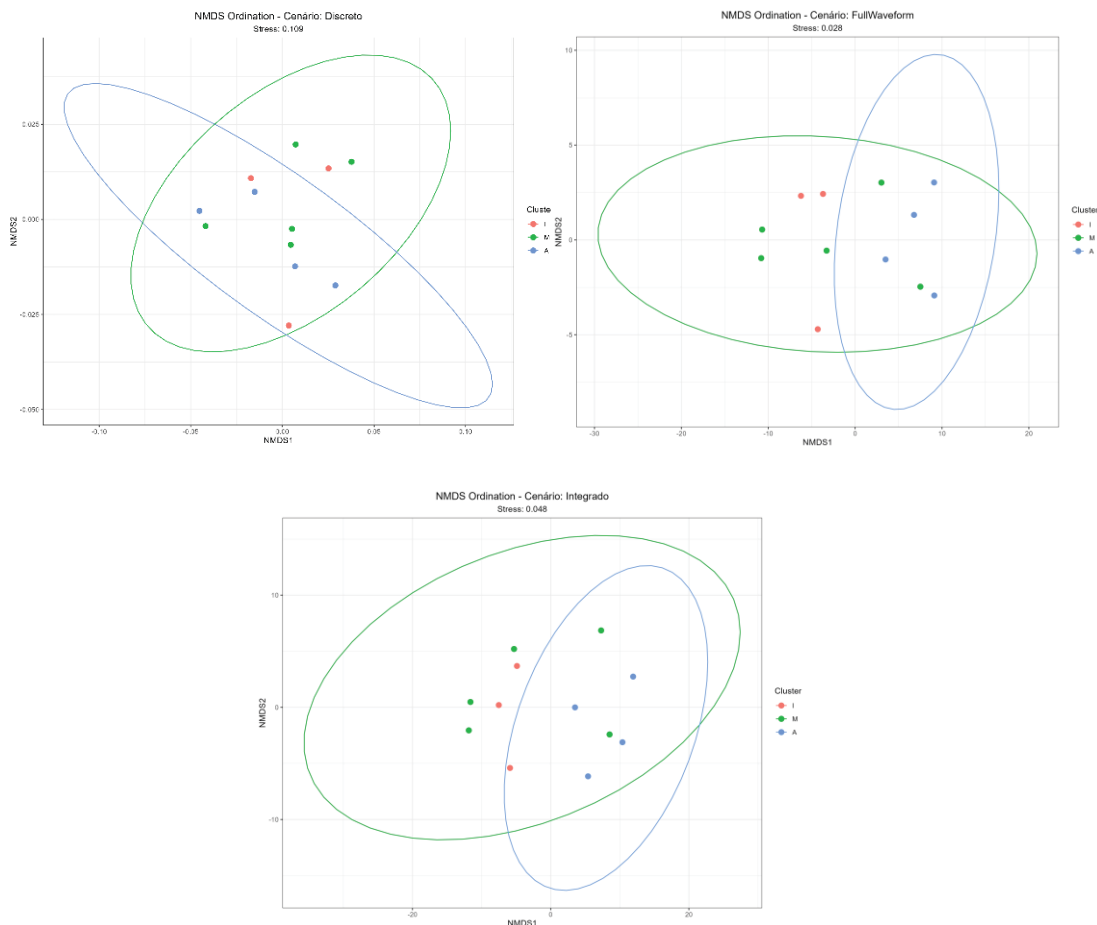 NMDS Ordination - Cenário: Discreto
Stress: 0.109
NMDS2
0.025
0.000
-0.025
-0.050
-0.10
-0.05
0.00
0.05
0.10
NMDS1
Cluste
I
M
A
NMDS Ordination - Cenário: FullWaveform
Stress: 0.028
NMDS2
10
5
0
-5
-30
-20
-10
0
10
20
NMDS1
Cluster
I
M
A
NMDS Ordination - Cenário: Integrado
Stress: 0.048
NMDS2
10
0
-10
-20
0
20
NMDS1
Cluster
I
M
A